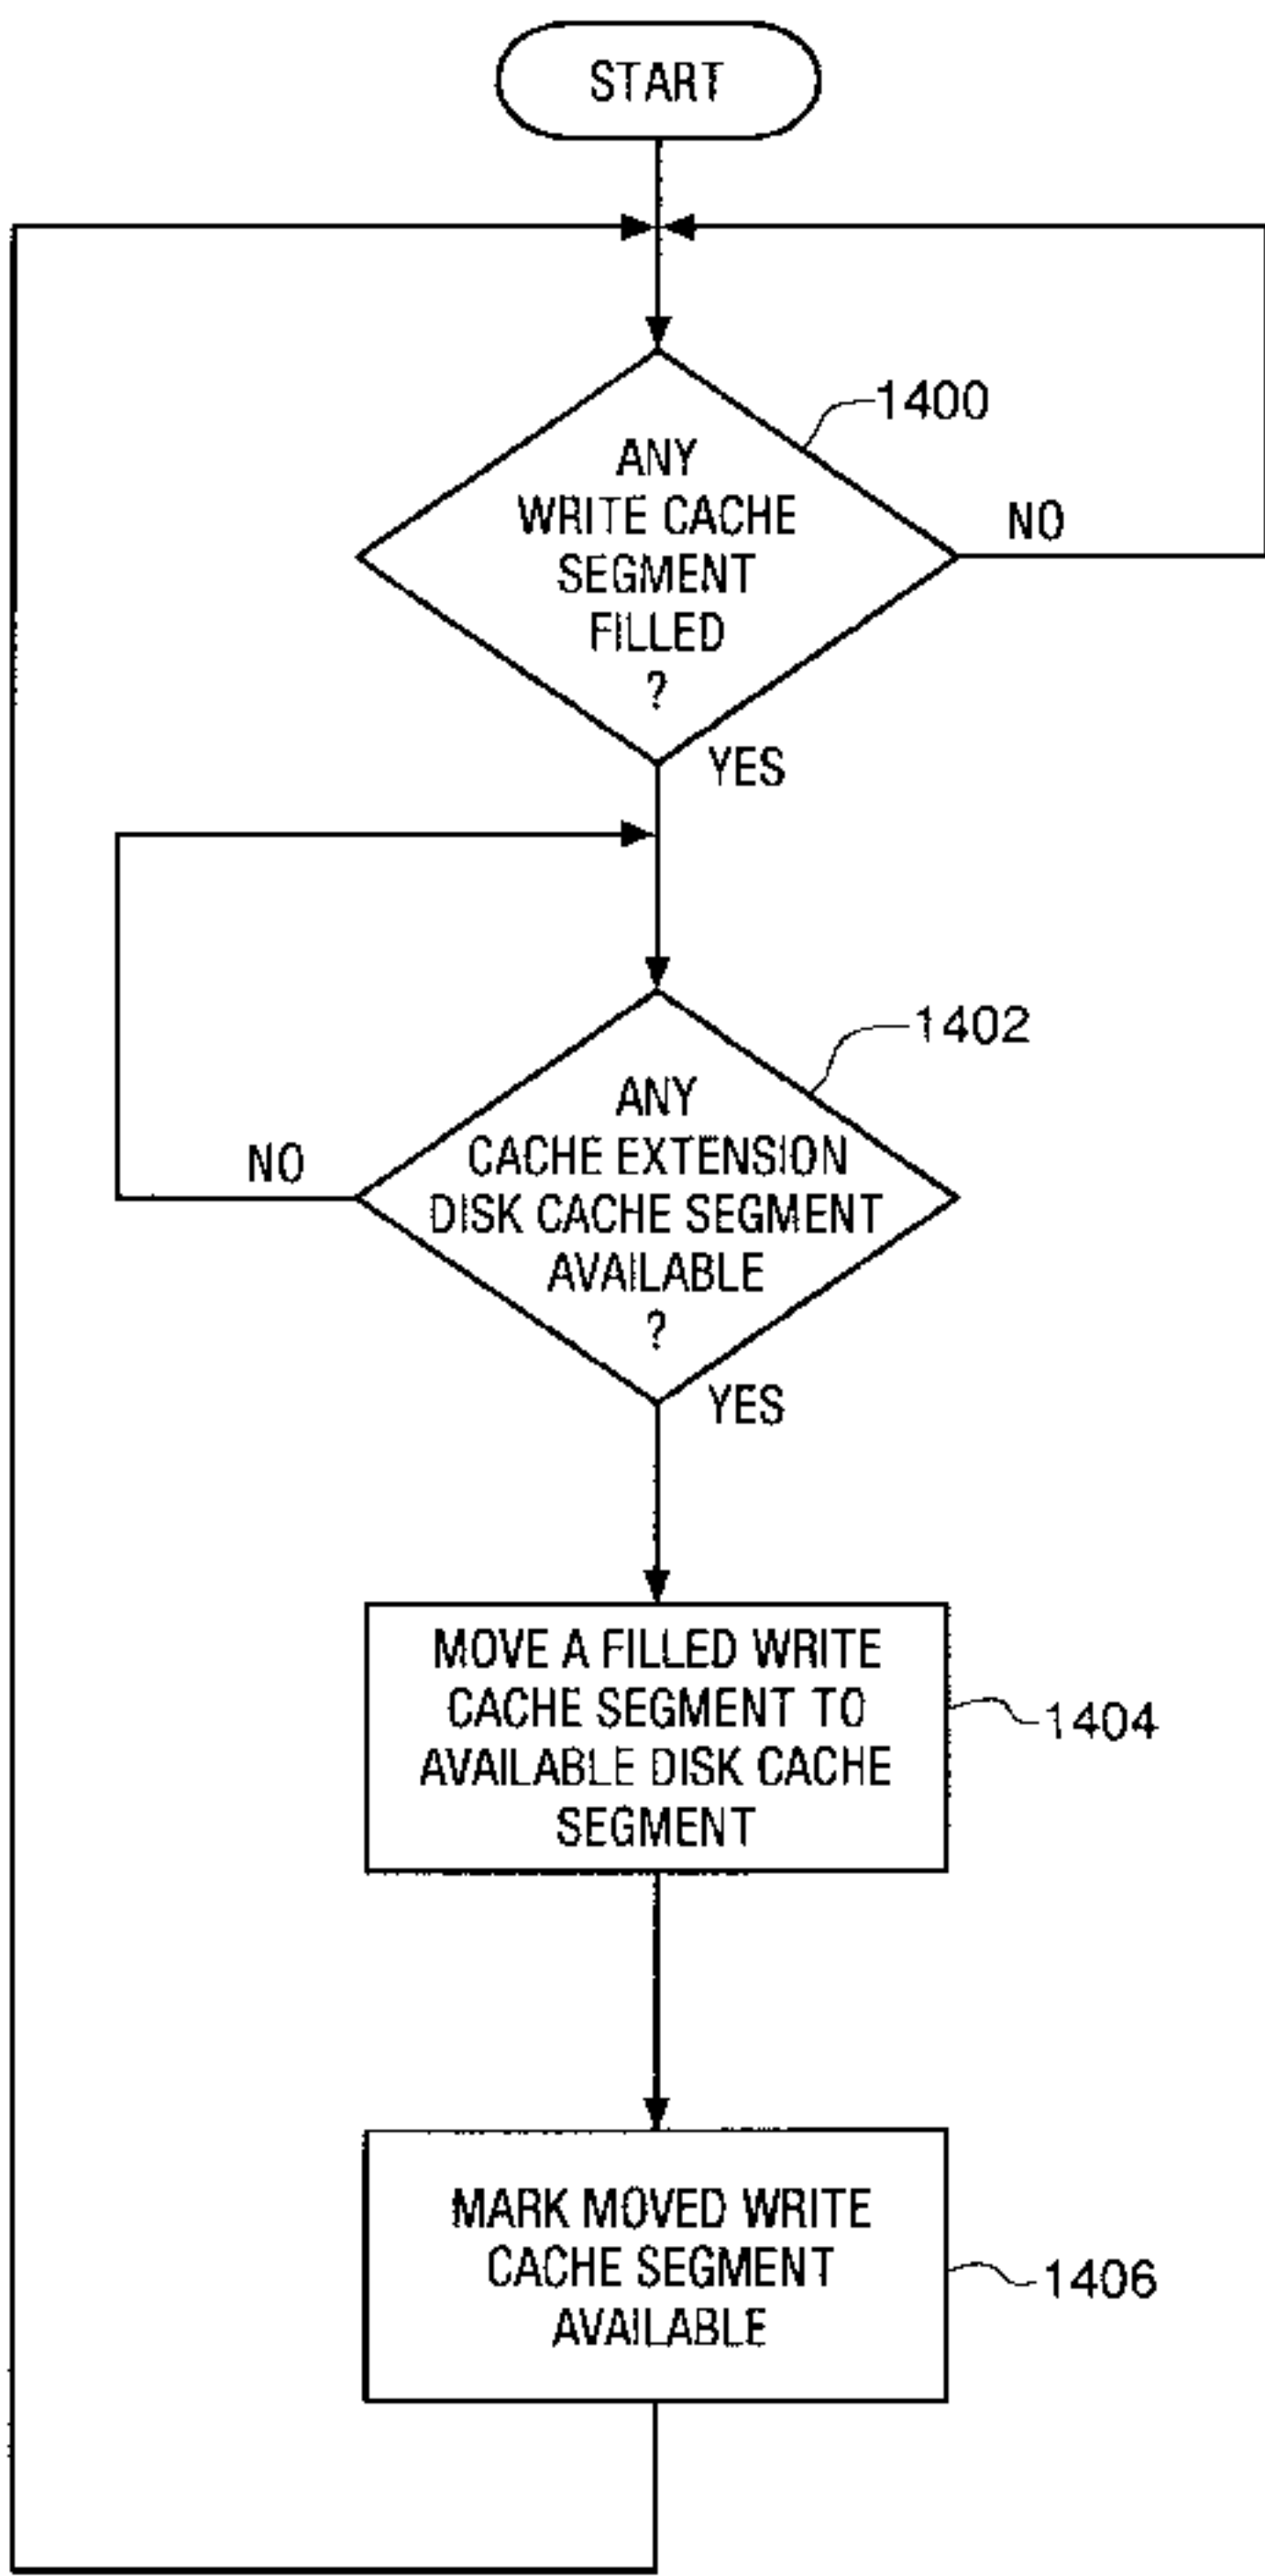 START
1400
ANY
WRITE CACHE
SEGMENT
FILLED
?
NO
YES
1402
ANY
CACHE EXTENSION
DISK CACHE SEGMENT
AVAILABLE
?
NO
YES
MOVE A FILLED WRITE
CACHE SEGMENT TO
AVAILABLE DISK CACHE
SEGMENT
1404
MARK MOVED WRITE
CACHE SEGMENT
AVAILABLE
1406